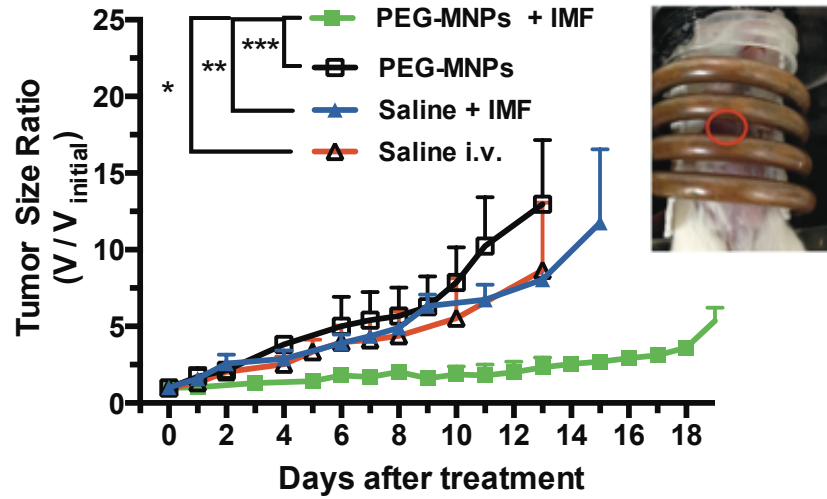 25
20
15
10
5
0
0 2 4 6 8 10 12 14 16 18
Tumor Size Ratio
(V / V initial)
Days after treatment
*
**
***
PEG-MNPs + IMF
PEG-MNPs
Saline + IMF
Saline i.v.